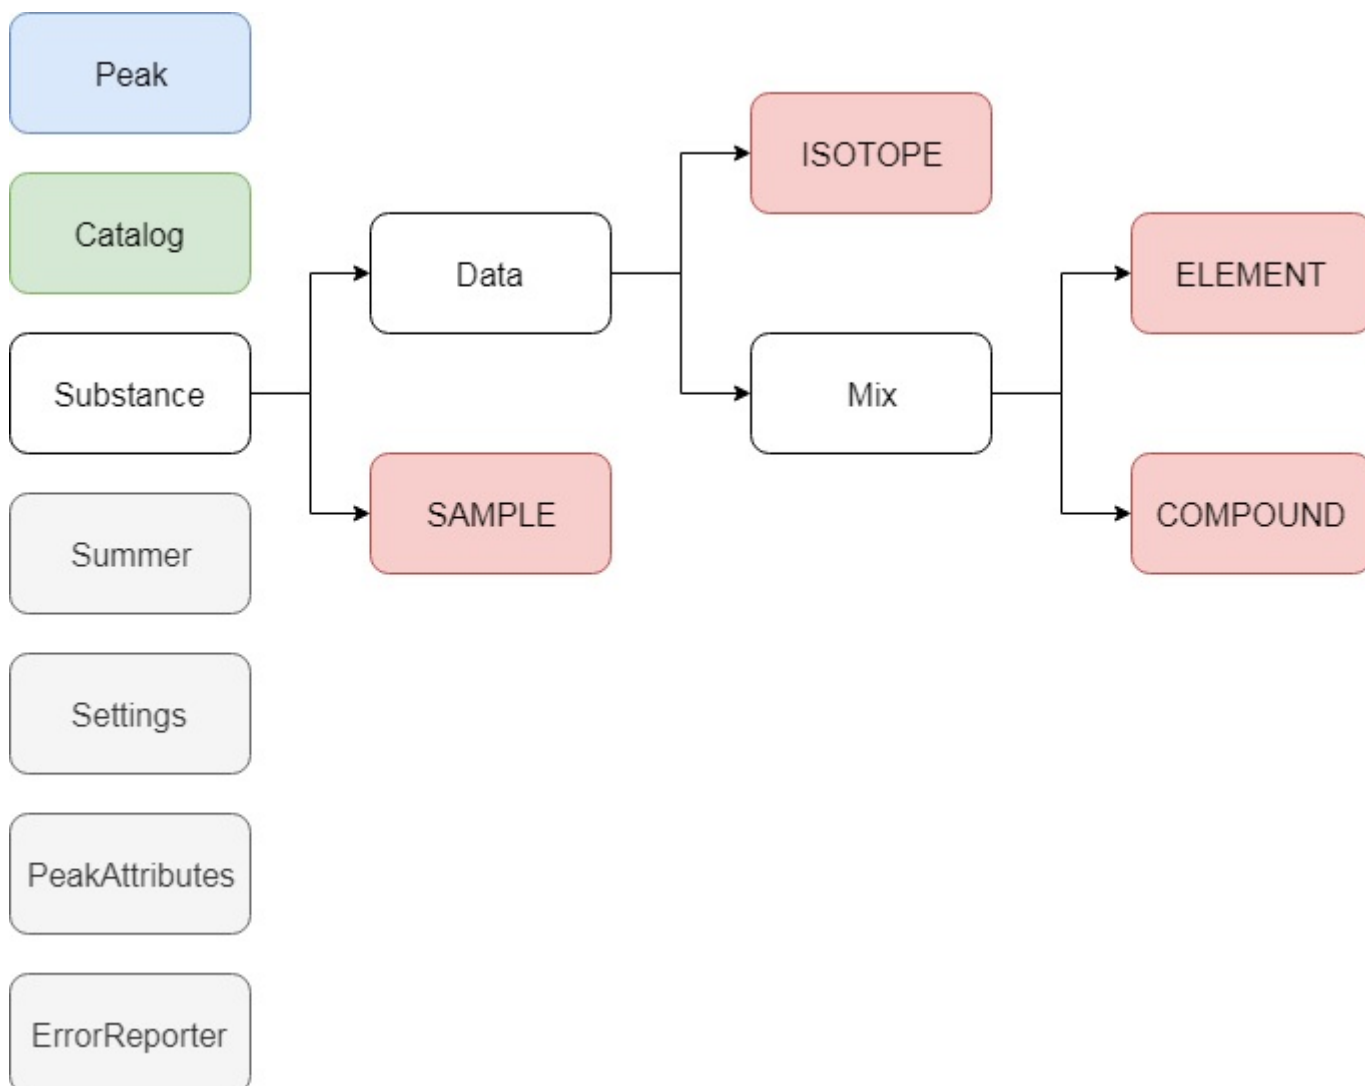 Peak
Catalog
Substance
Summer
Settings
PeakAttributes
ErrorReporter
Data
SAMPLE
ISOTOPE
Mix
ELEMENT
COMPOUND